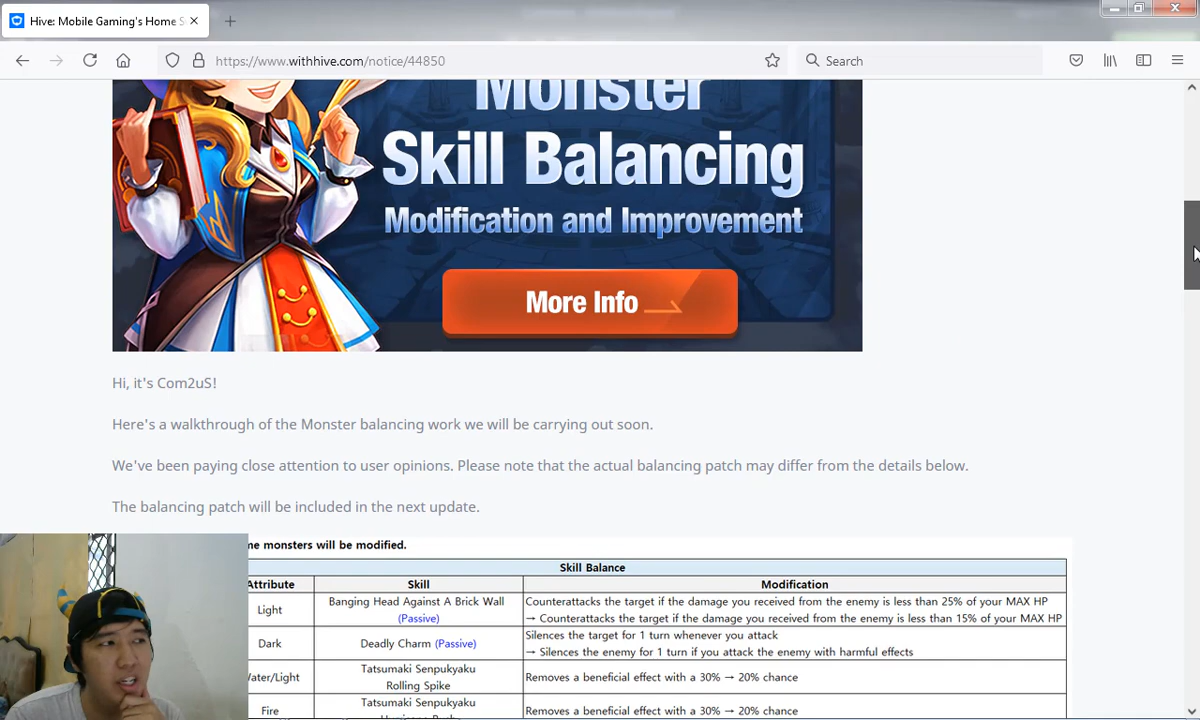 Hive: Mobile Gaming's Home S
https://www.withhive.com/notice/44850
Search
Monster
Skill Balancing
Modification and Improvement
More Info
Hi, it's Com2uS!
Here's a walkthrough of the Monster balancing work we will be carrying out soon.
We've been paying close attention to user opinions. Please note that the actual balancing patch may differ from the details below.
The balancing patch will be included in the next update.
me monsters will be modified.
Skill Balance
Attribute Skill Modification
Light Banging Head Against A Brick Wall (Passive) Counterattacks the target if the damage you received from the enemy is less than 25% of your MAX HP
→ Counterattacks the target if the damage you received from the enemy is less than 15% of your MAX HP
Dark Deadly Charm (Passive) Silences the target for 1 turn whenever you attack
→ Silences the enemy for 1 turn if you attack the enemy with harmful effects
Water/Light Tatsumaki Senpukyaku
Rolling Spike Removes a beneficial effect with a 30% → 20% chance
Fire Tatsumaki Senpukyaku Removes a beneficial effect with a 30% → 20% chance